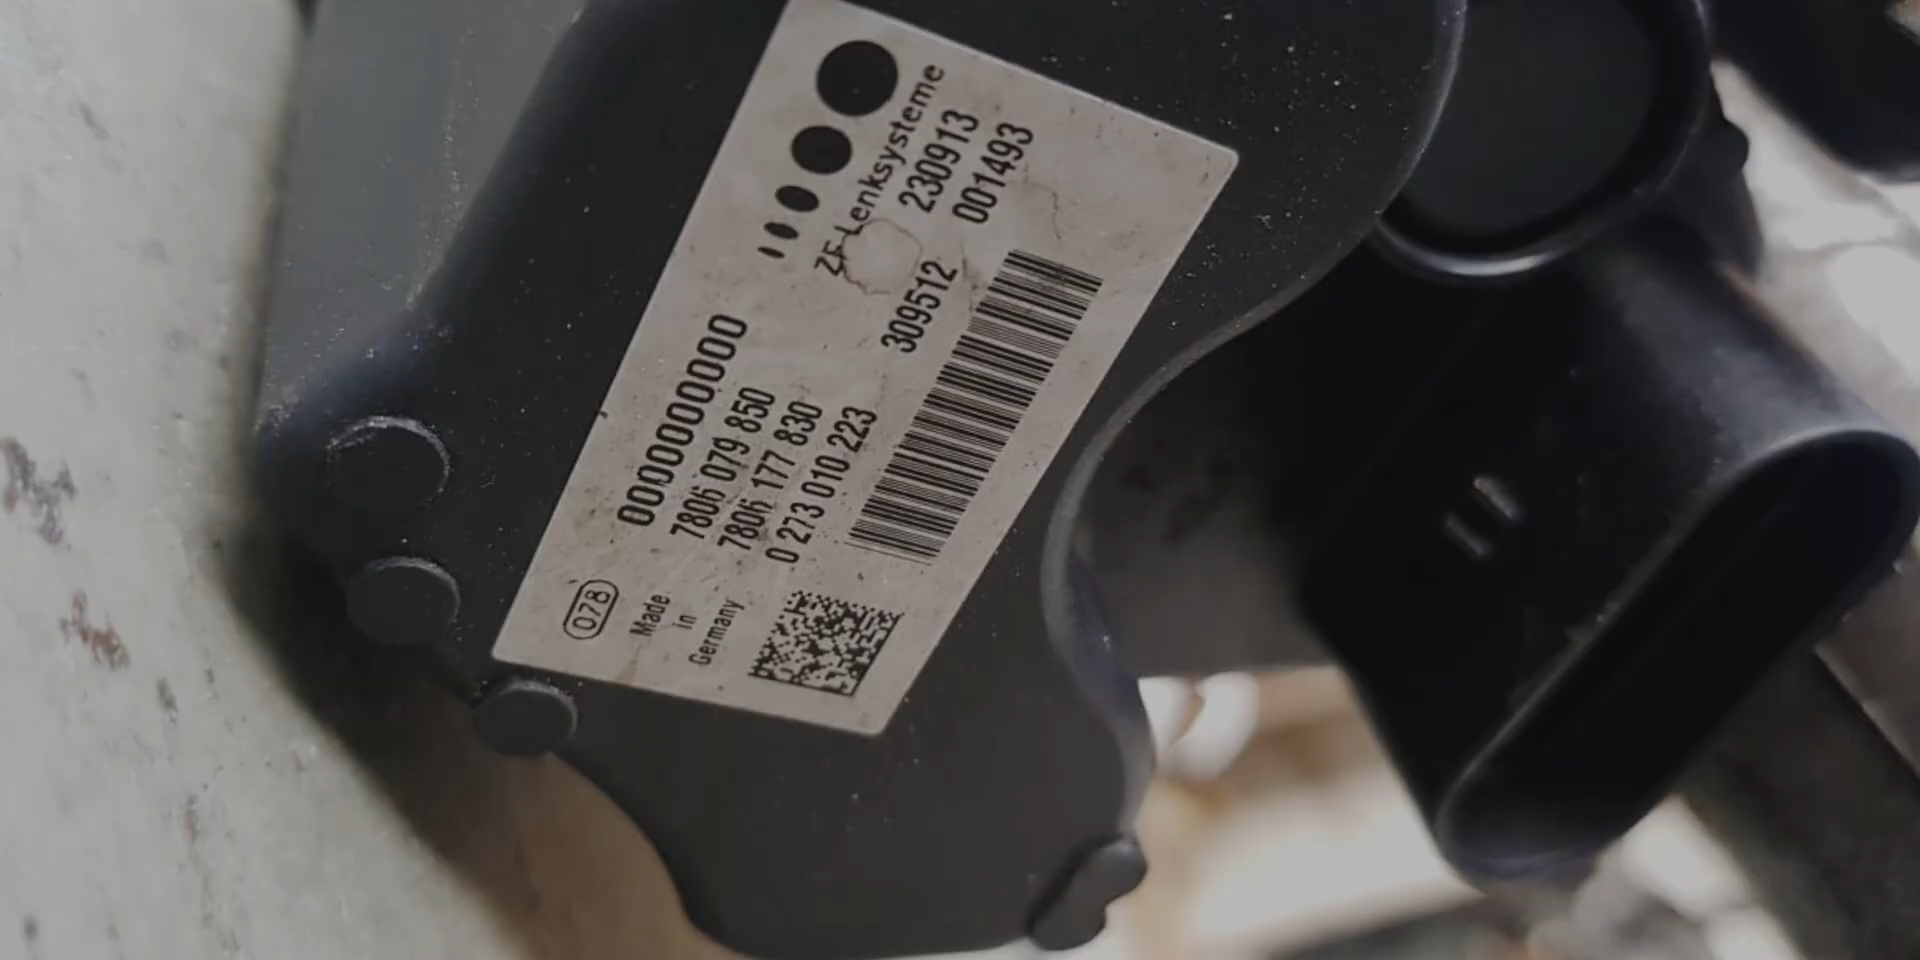 ZF Lenksysteme
0000000000
230913
7806 079 850
001493
7806 177 830
0 273 010 223
309512
078
Made
in
Germany